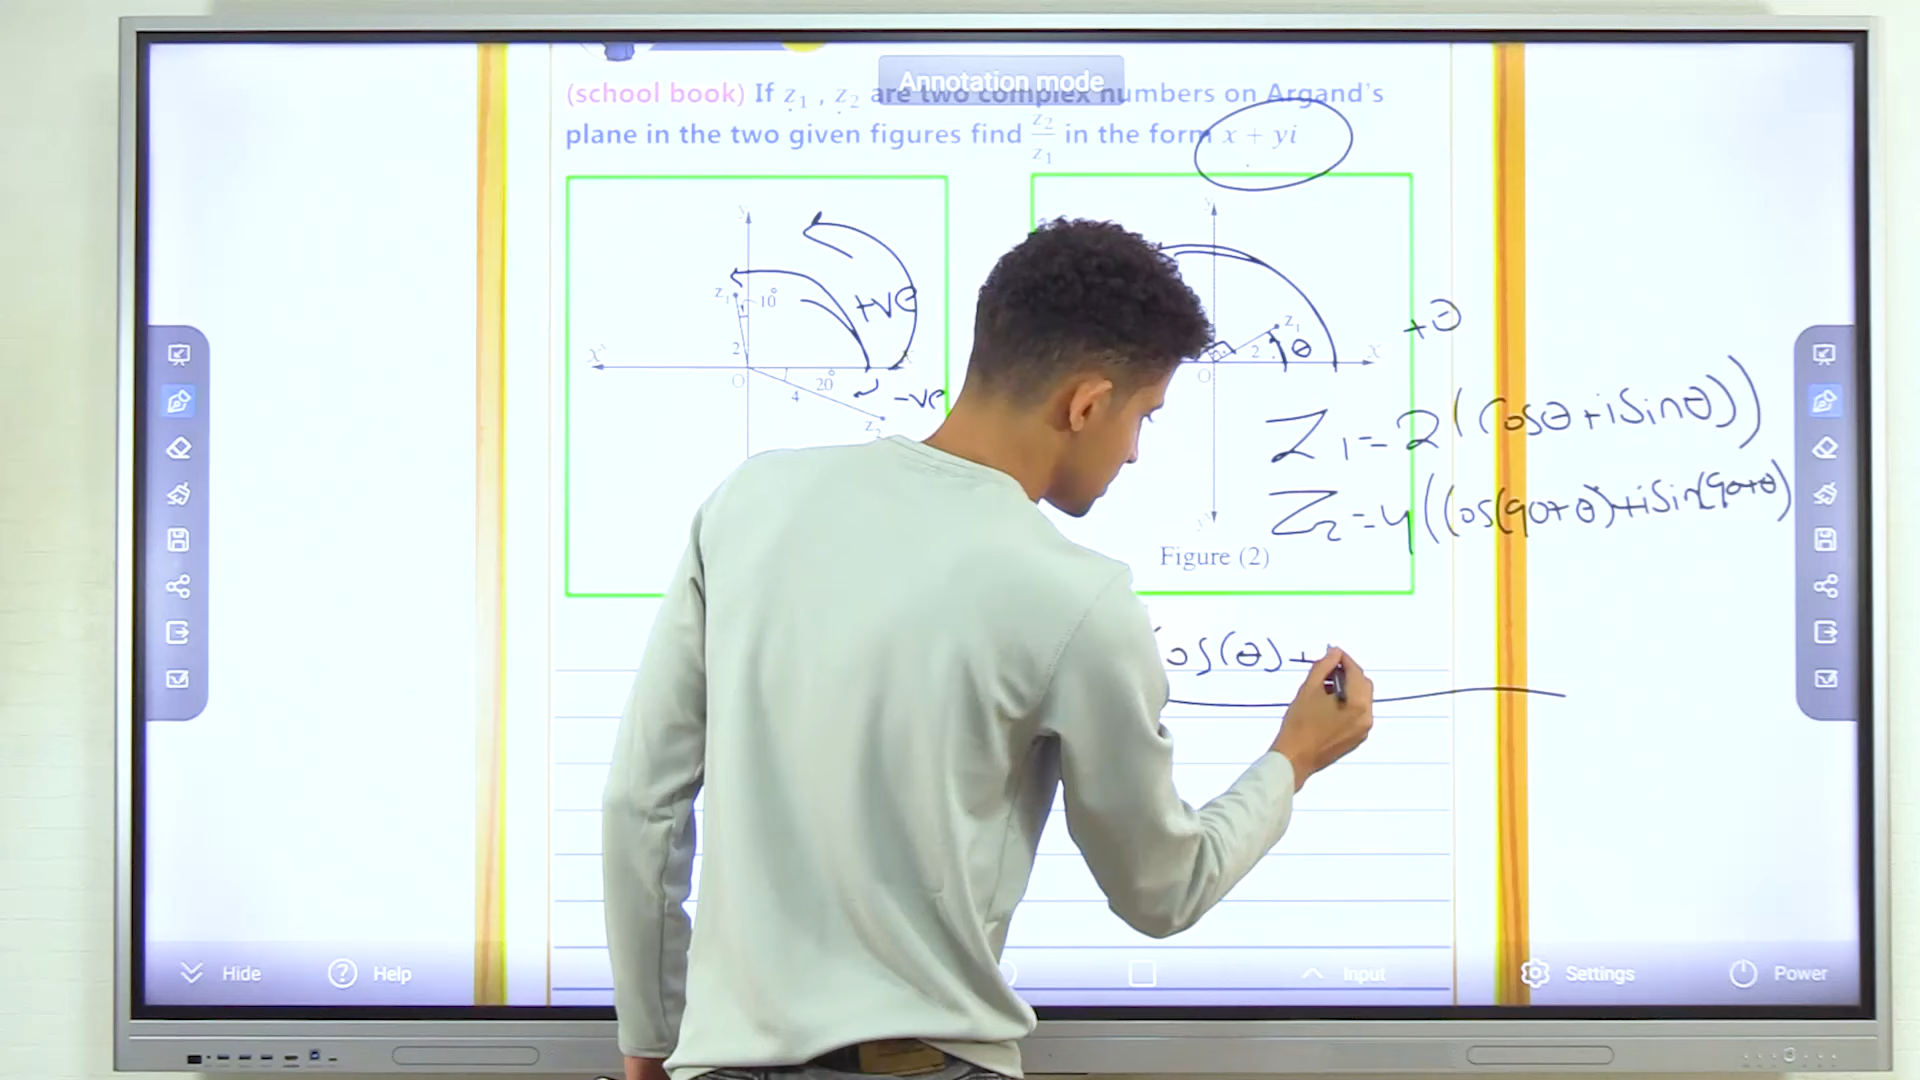 Annotation mode
(school book) If z₁ , z₂ are two complex numbers on Argand's
plane in the two given figures find z₂/z₁ in the form x + yi
y
z₁
10°
2
+ve
x'
O
4
20°
-ve
z₂
y
z₁
2
θ
x
O
+θ
Z₁ = 2 (Cosθ + i Sinθ))
Z₂ = 4 (Cos(90+θ) + i Sin(90+θ)
y'
Figure (2)
os(θ) +
Hide
Help
Input
Settings
Power